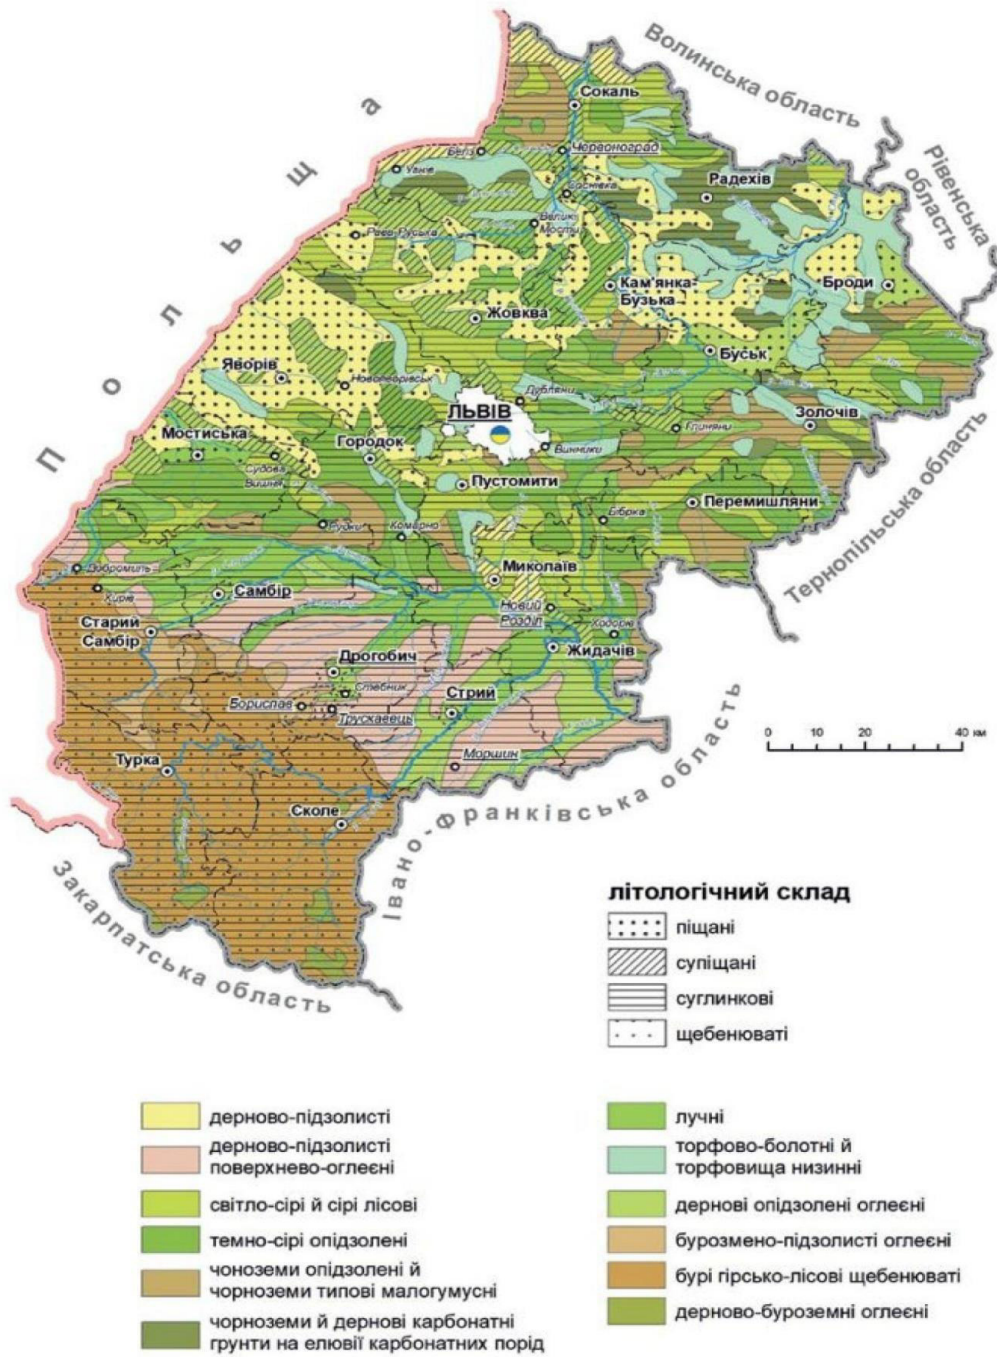 Волинська область
Рівенська
область
Польща
Сокаль
Белз
Червоноград
Угнів
Соснівка
Радехів
Рава-Руська
Великі
Мости
Кам'янка-
Бузька
Броди
Жовква
Буськ
Яворів
Новояворівськ
Дубляни
ЛЬВІВ
Золочів
Мостиська
Городок
Глиняни
Винники
Судова
Вишня
Пустомити
Перемишляни
Бібрка
Рудки
Комарно
Тернопільська область
Добромиль
Миколаїв
Хирів
Самбір
Новий
Розділ
Старий
Самбір
Ходорів
Жидачів
Дрогобич
Стебник
Борислав
Стрий
Трускавець
Моршин
Турка
Сколе
0 10 20 40 км
Івано-Франківська область
Закарпатська область
літологічний склад
піщані
супіщані
суглинкові
щебенюваті
дерново-підзолисті
дерново-підзолисті
поверхнево-оглеєні
світло-сірі й сірі лісові
темно-сірі опідзолені
чоноземи опідзолені й
чорноземи типові малогумусні
чорноземи й дернові карбонатні
грунти на елювії карбонатних порід
лучні
торфово-болотні й
торфовища низинні
дернові опідзолені оглеєні
бурозмено-підзолисті оглеєні
бурі гірсько-лісові щебенюваті
дерново-буроземні оглеєні